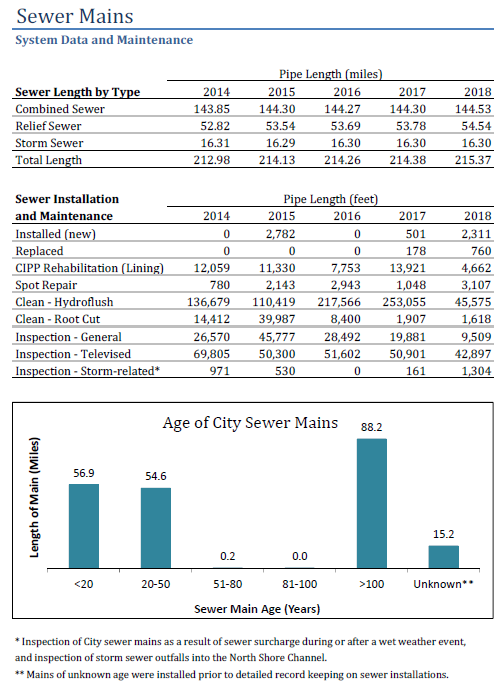 Sewer Mains
System Data and Maintenance
Pipe Length (miles)
Sewer Length by Type 2014 2015 2016 2017 2018
Combined Sewer 143.85 144.30 144.27 144.30 144.53
Relief Sewer 52.82 53.54 53.69 53.78 54.54
Storm Sewer 16.31 16.29 16.30 16.30 16.30
Total Length 212.98 214.13 214.26 214.38 215.37
Sewer Installation Pipe Length (feet)
and Maintenance 2014 2015 2016 2017 2018
Installed (new) 0 2,782 0 501 2,311
Replaced 0 0 0 178 760
CIPP Rehabilitation (Lining) 12,059 11,330 7,753 13,921 4,662
Spot Repair 780 2,143 2,943 1,048 3,107
Clean - Hydroflush 136,679 110,419 217,566 253,055 45,575
Clean - Root Cut 14,412 39,987 8,400 1,907 1,618
Inspection - General 26,570 45,777 28,492 19,881 9,509
Inspection - Televised 69,805 50,300 51,602 50,901 42,897
Inspection - Storm-related* 971 530 0 161 1,304
Age of City Sewer Mains
Length of Main (Miles)
56.9 54.6 0.2 0.0 88.2 15.2
<20 20-50 51-80 81-100 >100 Unknown**
Sewer Main Age (Years)
* Inspection of City sewer mains as a result of sewer surcharge during or after a wet weather event,
and inspection of storm sewer outfalls into the North Shore Channel.
** Mains of unknown age were installed prior to detailed record keeping on sewer installations.